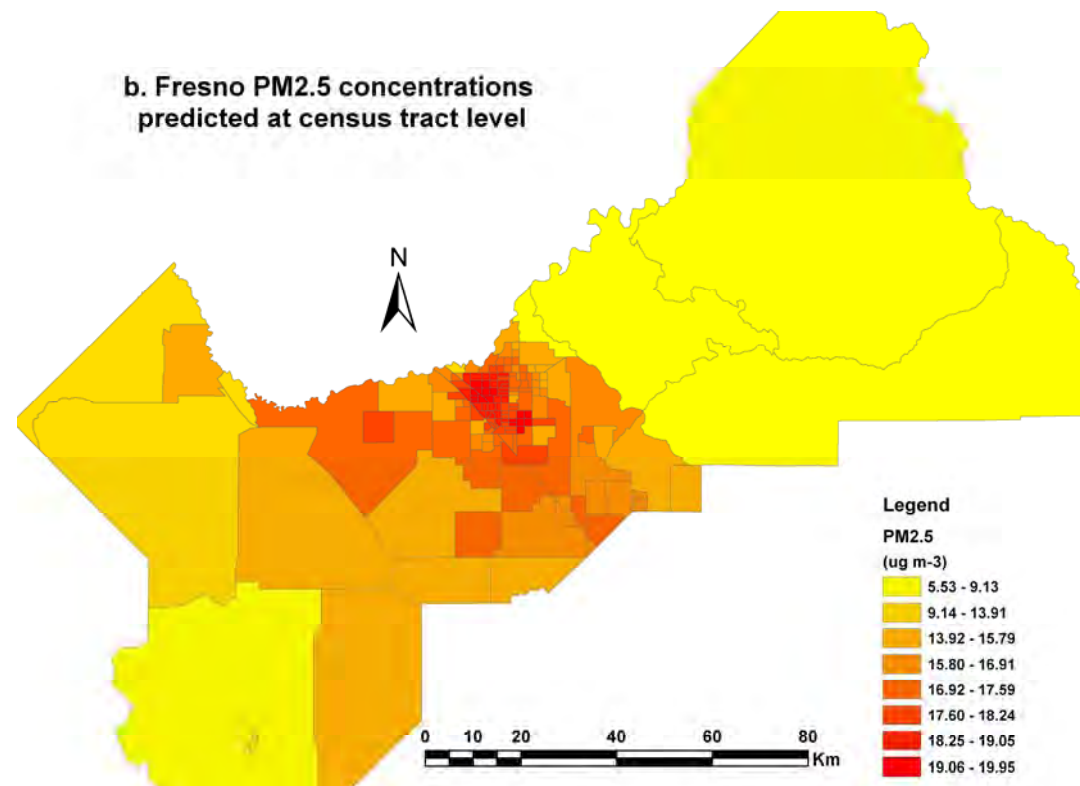 b. Fresno PM2.5 concentrations
predicted at census tract level
N
Legend
PM2.5
(ug m-3)
5.53 - 9.13
9.14 - 13.91
13.92 - 15.79
15.80 - 16.91
16.92 - 17.59
17.60 - 18.24
18.25 - 19.05
19.06 - 19.95
0 10 20 40 60 80
Km